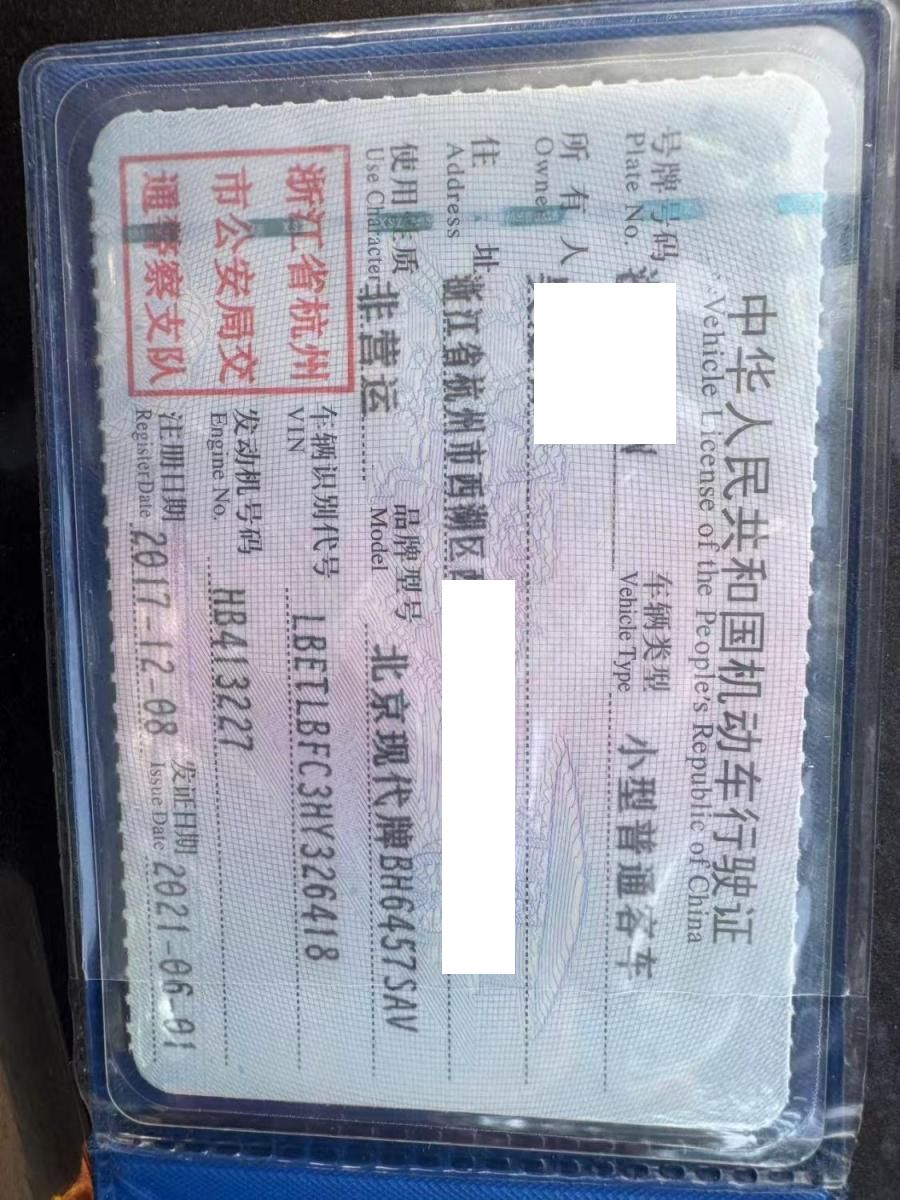 中华人民共和国机动车行驶证
Vehicle License of the People's Republic of China
号牌号码 车辆类型 小型普通客车
Plate No. Vehicle Type
所有人
Owner
住址 浙江省杭州市西湖区
Address
使用性质 非营运 品牌型号 北京现代牌BH6457SAV
Use Character Model
浙江省杭州
市公安局交
通警察支队
车辆识别代号 LBETLBFC3HY326418
VIN
发动机号码 HB413227
Engine No.
注册日期 2017-12-08 发证日期 2021-06-01
Register Date Issue Date